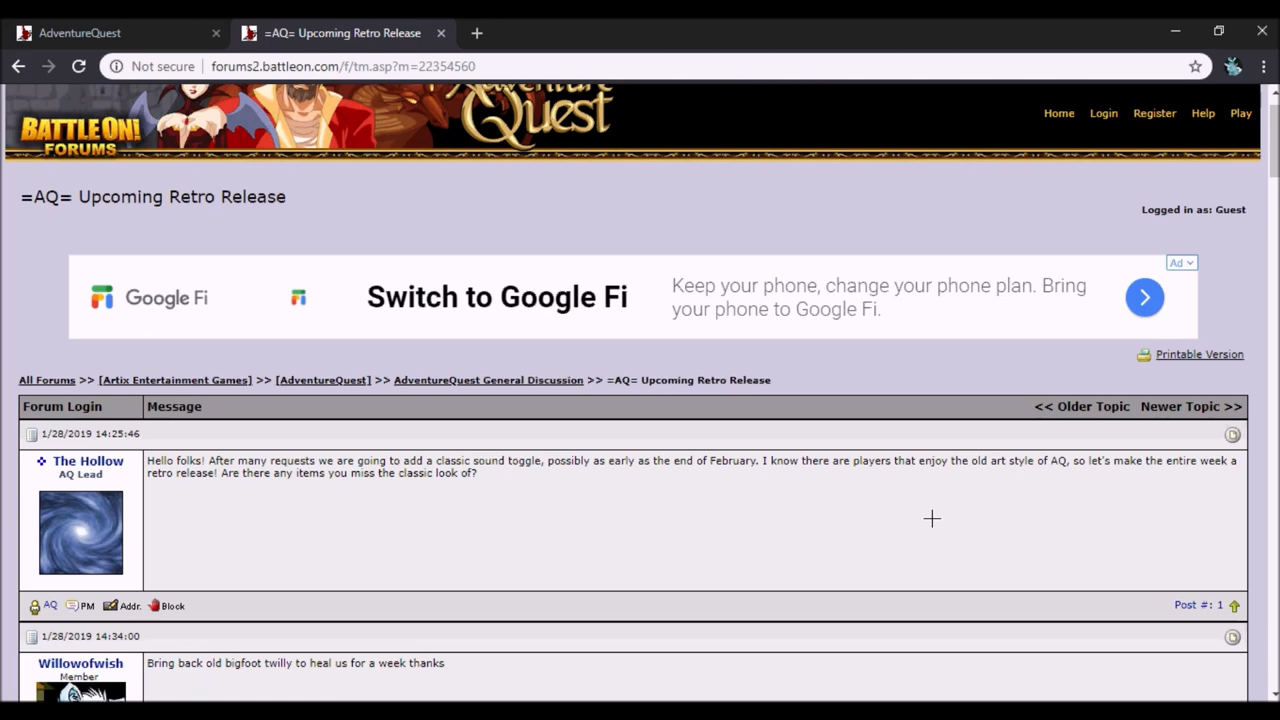 AdventureQuest
=AQ= Upcoming Retro Release
Not secure
forums2.battleon.com/f/tm.asp?m=22354560
Quest
BATTLEON!
FORUMS
Home
Login
Register
Help
Play
=AQ= Upcoming Retro Release
Logged in as: Guest
Ad
Google Fi
Switch to Google Fi
Keep your phone, change your phone plan. Bring
your phone to Google Fi.
Printable Version
All Forums >> [Artix Entertainment Games] >> [AdventureQuest] >> AdventureQuest General Discussion >> =AQ= Upcoming Retro Release
Forum Login
Message
<< Older Topic
Newer Topic >>
1/28/2019 14:25:46
The Hollow
AQ Lead
Hello folks! After many requests we are going to add a classic sound toggle, possibly as early as the end of February. I know there are players that enjoy the old art style of AQ, so let's make the entire week a
retro release! Are there any items you miss the classic look of?
AQ
PM
Addr.
Block
Post #: 1
1/28/2019 14:34:00
Willowofwish
Member
Bring back old bigfoot twilly to heal us for a week thanks